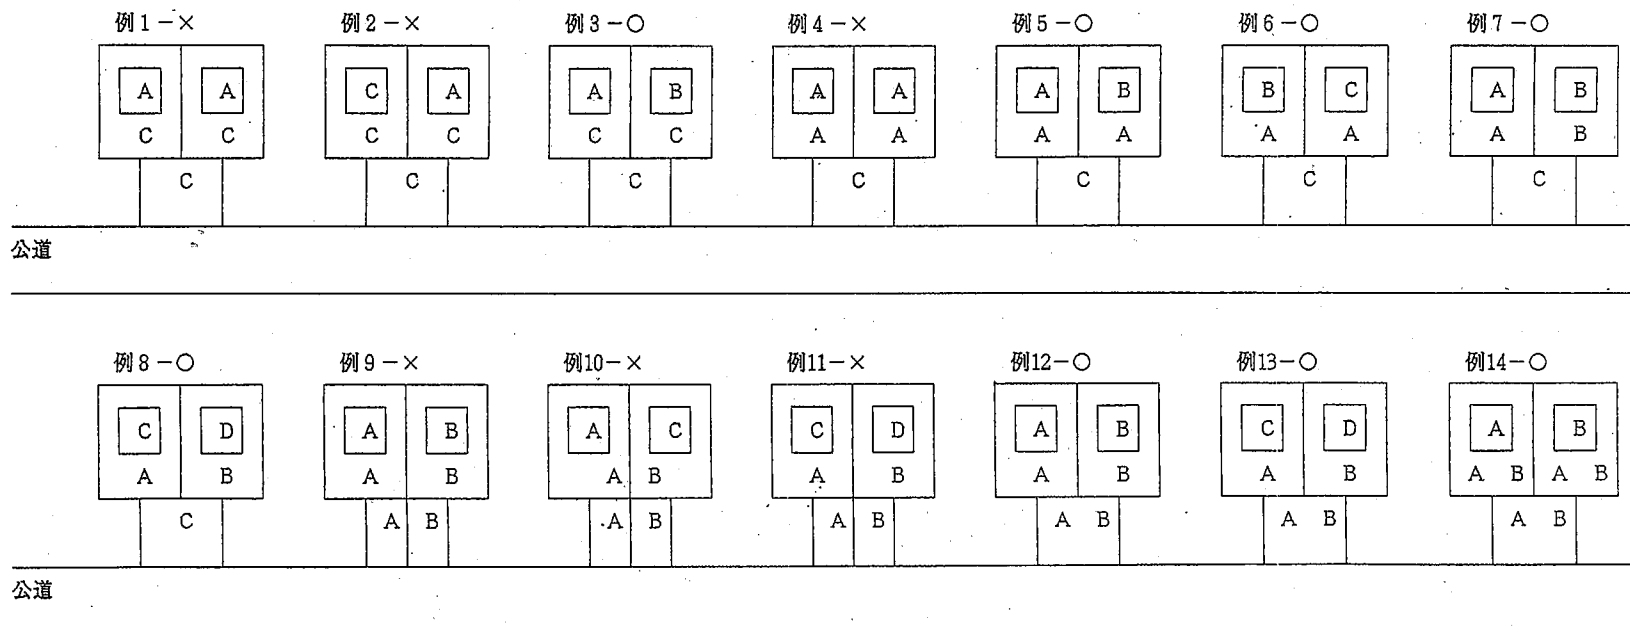 例1-× 例2-× 例3-○ 例4-× 例5-○ 例6-○ 例7-○
A A C A A B A A A B B C A B
C C C C C C A A A A A A A B
C C C C C C C
公道
例8-○ 例9-× 例10-× 例11-× 例12-○ 例13-○ 例14-○
C D A B A C C D A B C D A B
A B A B A B A B A B A B A B A B
C A B A B A B A B A B A B
公道